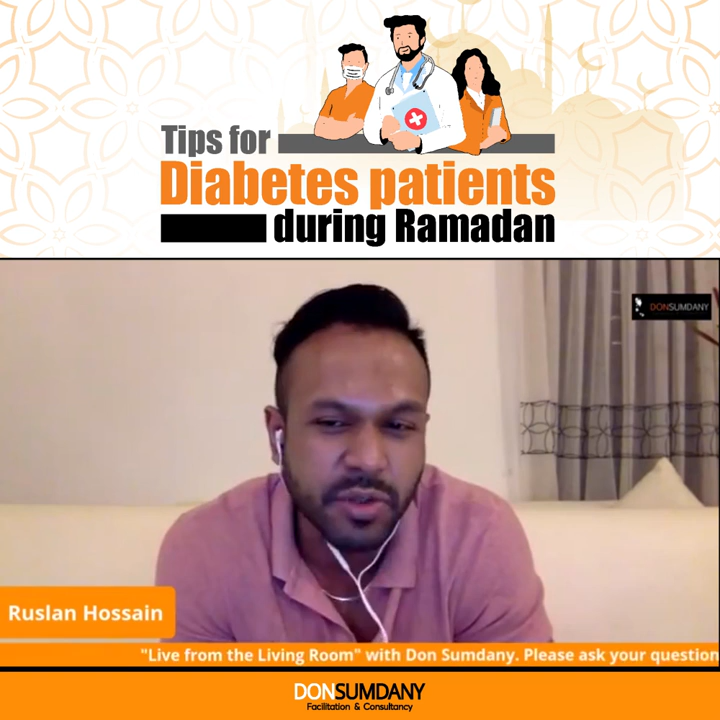 Tips for
Diabetes patients
during Ramadan
DONSUMDANY
Ruslan Hossain
"Live from the Living Room" with Don Sumdany. Please ask your question
DONSUMDANY
Facilitation & Consultancy